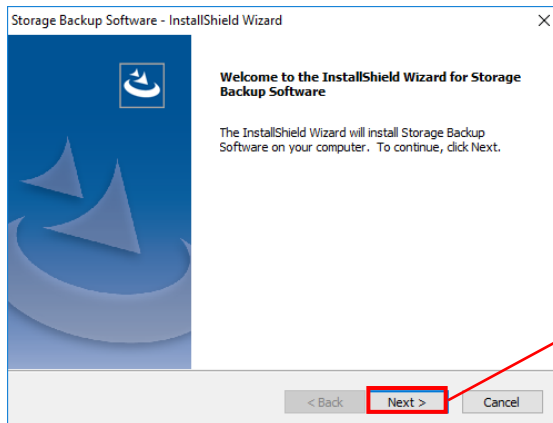 Storage Backup Software - InstallShield Wizard
Welcome to the InstallShield Wizard for Storage
Backup Software
The InstallShield Wizard will install Storage Backup
Software on your computer.  To continue, click Next.
< Back
Next >
Cancel